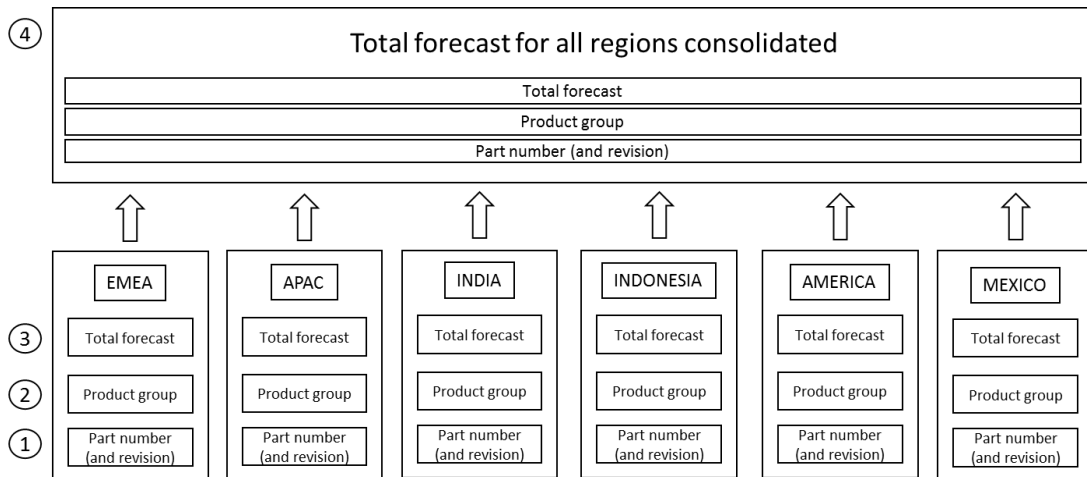 4
Total forecast for all regions consolidated
Total forecast
Product group
Part number (and revision)
EMEA
APAC
INDIA
INDONESIA
AMERICA
MEXICO
3
Total forecast
Total forecast
Total forecast
Total forecast
Total forecast
Total forecast
2
Product group
Product group
Product group
Product group
Product group
Product group
1
Part number
(and revision)
Part number
(and revision)
Part number
(and revision)
Part number
(and revision)
Part number
(and revision)
Part number
(and revision)